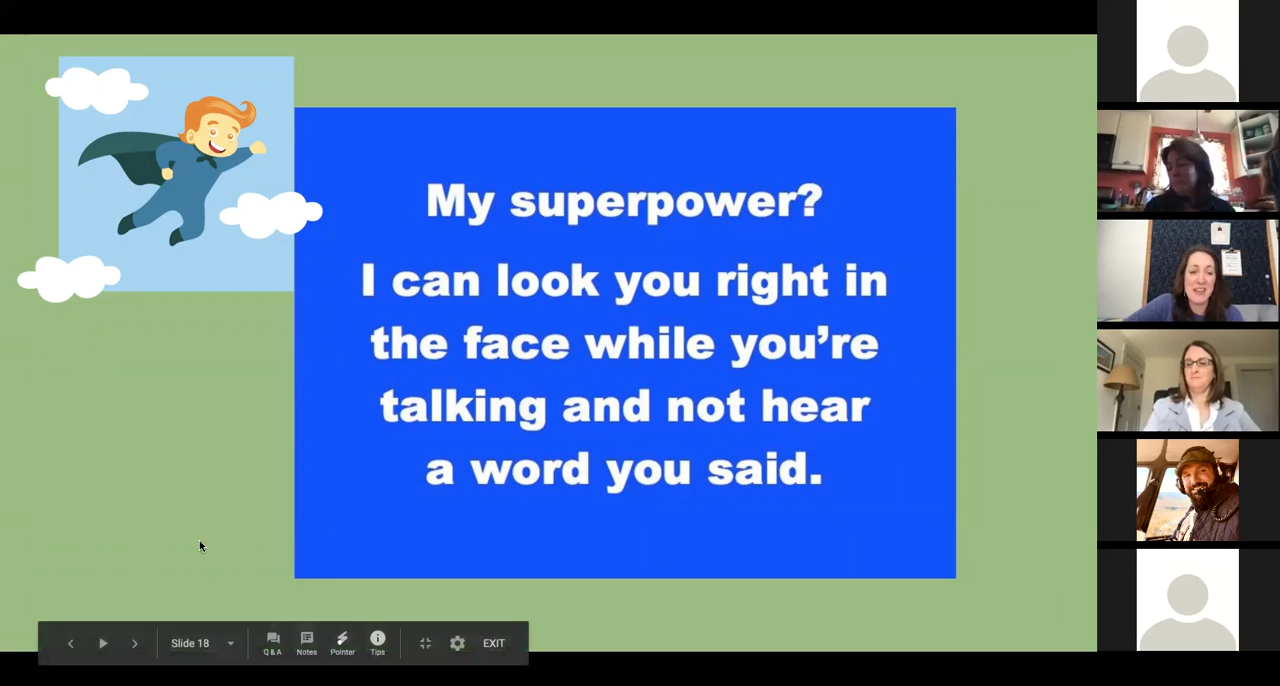 My superpower?
I can look you right in
the face while you’re
talking and not hear
a word you said.
Slide 18
Q & A
Notes
Pointer
Tips
EXIT